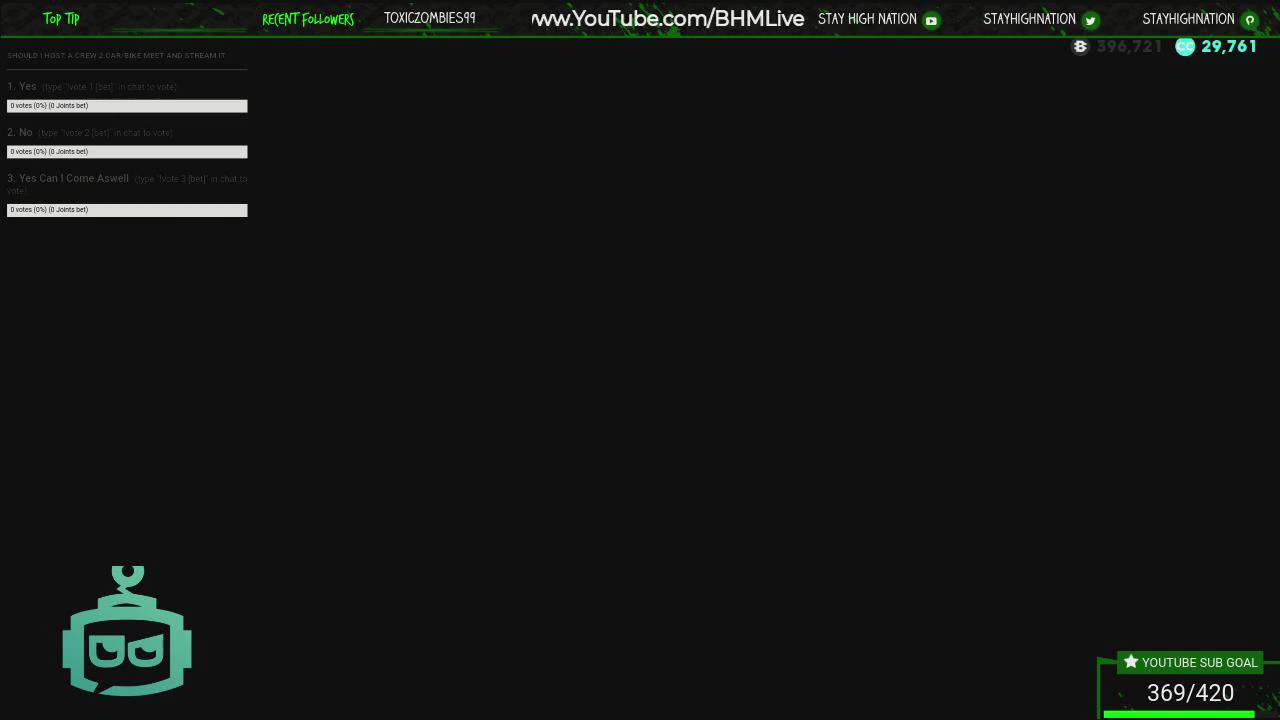 Top Tip
Recent Followers
TOXICZOMBIES99
ww.YouTube.com/BHMLive
STAY HIGH NATION
STAYHIGHNATION
STAYHIGHNATION
396,721
CC 29,761
SHOULD I HOST A CREW 2 CAR/BIKE MEET AND STREAM IT
1. Yes (type "!vote 1 [bet]" in chat to vote)
0 votes (0%) (0 Joints bet)
2. No (type "!vote 2 [bet]" in chat to vote)
0 votes (0%) (0 Joints bet)
3. Yes Can I Come Aswell (type "!vote 3 [bet]" in chat to
vote)
0 votes (0%) (0 Joints bet)
YOUTUBE SUB GOAL
369/420